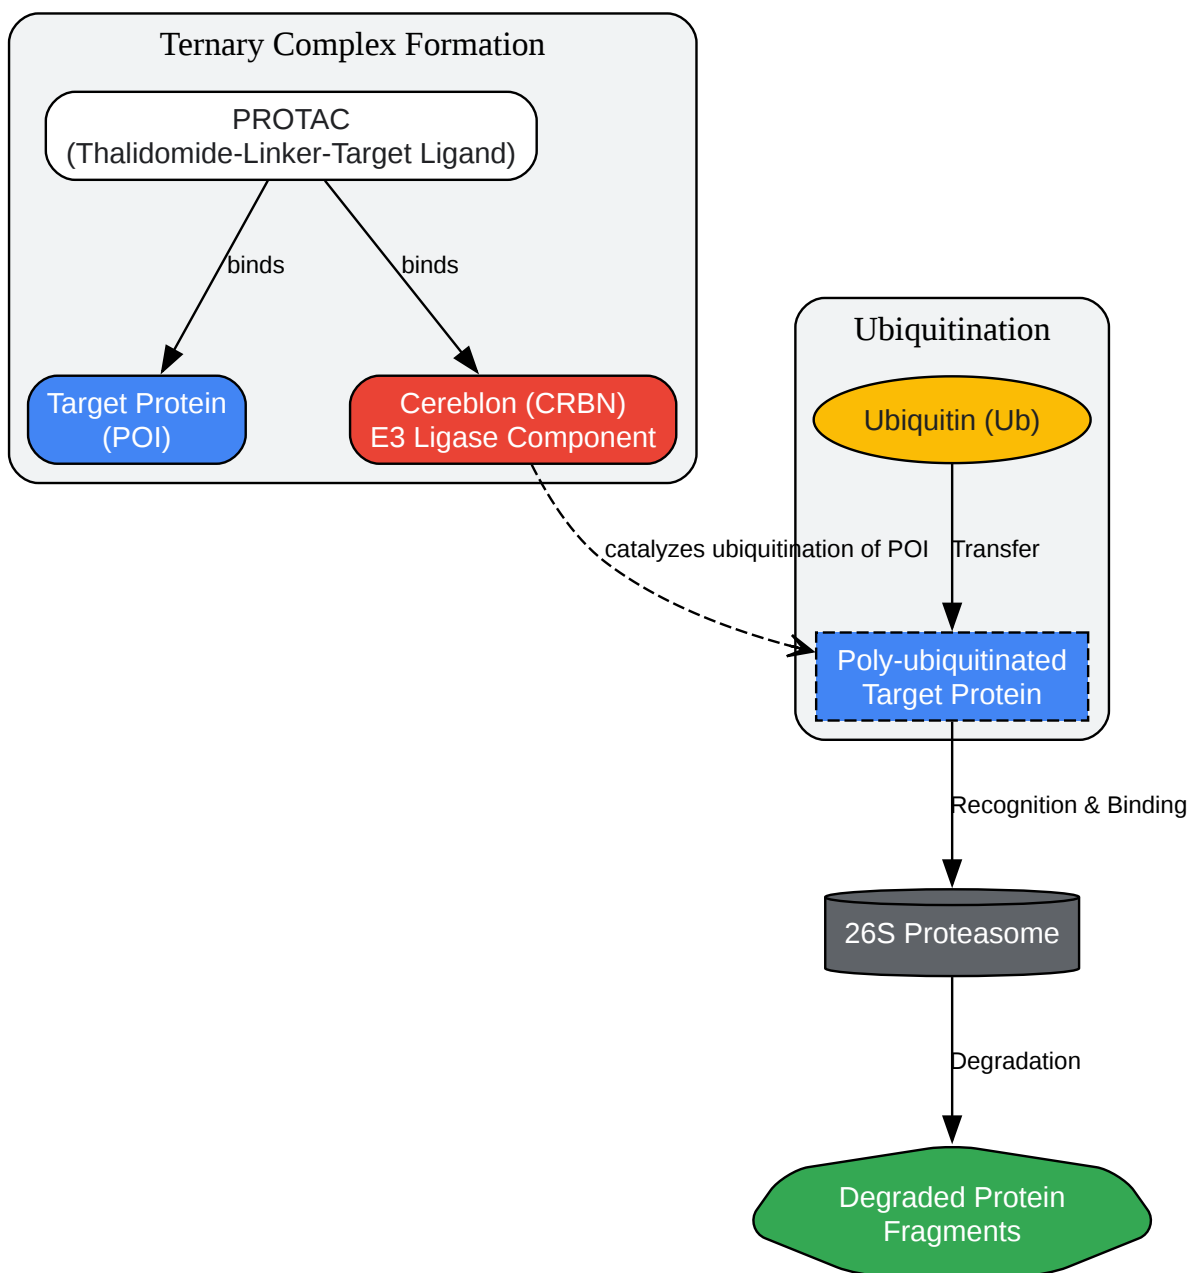 Ternary Complex Formation
PROTAC
(Thalidomide-Linker-Target Ligand)
binds
binds
Target Protein
(POI)
Cereblon (CRBN)
E3 Ligase Component
Ubiquitination
Ubiquitin (Ub)
catalyzes ubiquitination of POI
Transfer
Poly-ubiquitinated
Target Protein
Recognition & Binding
26S Proteasome
Degradation
Degraded Protein
Fragments